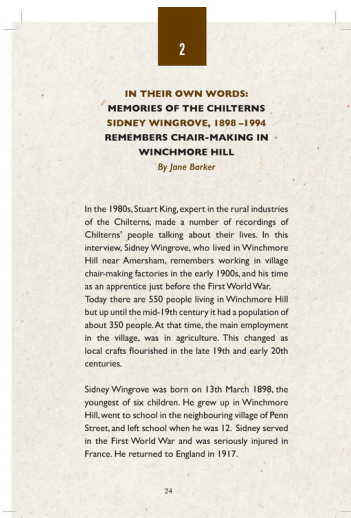 2
IN THEIR OWN WORDS:
MEMORIES OF THE CHILTERNS
SIDNEY WINGROVE, 1898 –1994
REMEMBERS CHAIR-MAKING IN
WINCHMORE HILL
By Jane Barker
In the 1980s, Stuart King, expert in the rural industries
of the Chilterns, made a number of recordings of
Chilterns’ people talking about their lives. In this
interview, Sidney Wingrove, who lived in Winchmore
Hill near Amersham, remembers working in village
chair-making factories in the early 1900s, and his time
as an apprentice just before the First World War.
Today there are 550 people living in Winchmore Hill
but up until the mid-19th century it had a population of
about 350 people. At that time, the main employment
in the village, was in agriculture. This changed as
local crafts flourished in the late 19th and early 20th
centuries.
Sidney Wingrove was born on 13th March 1898, the
youngest of six children. He grew up in Winchmore
Hill, went to school in the neighbouring village of Penn
Street, and left school when he was 12. Sidney served
in the First World War and was seriously injured in
France. He returned to England in 1917.
24